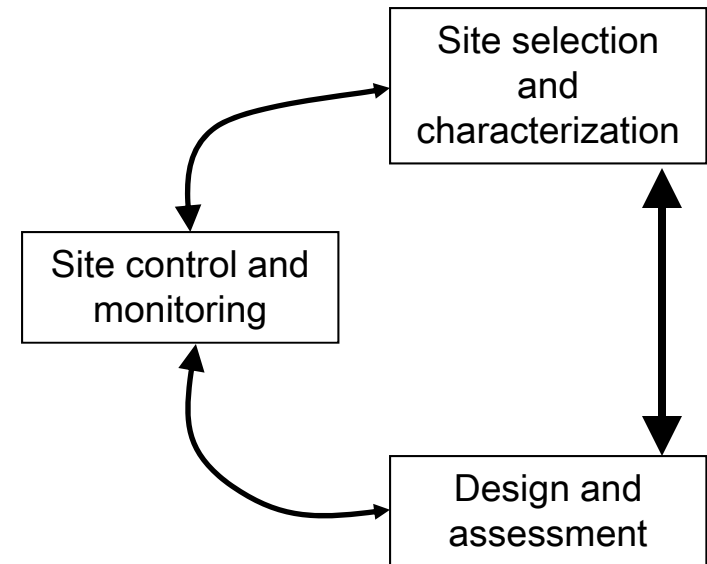 Site selection
and
characterization
Site control and
monitoring
Design and
assessment